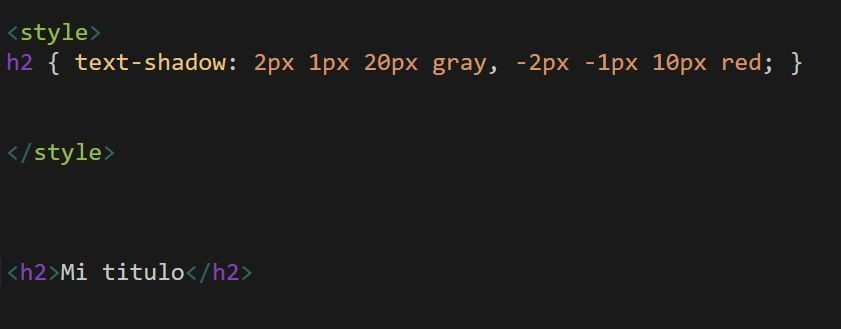 <style>
h2 { text-shadow: 2px 1px 20px gray, -2px -1px 10px red; }
</style>
<h2>Mi titulo</h2>